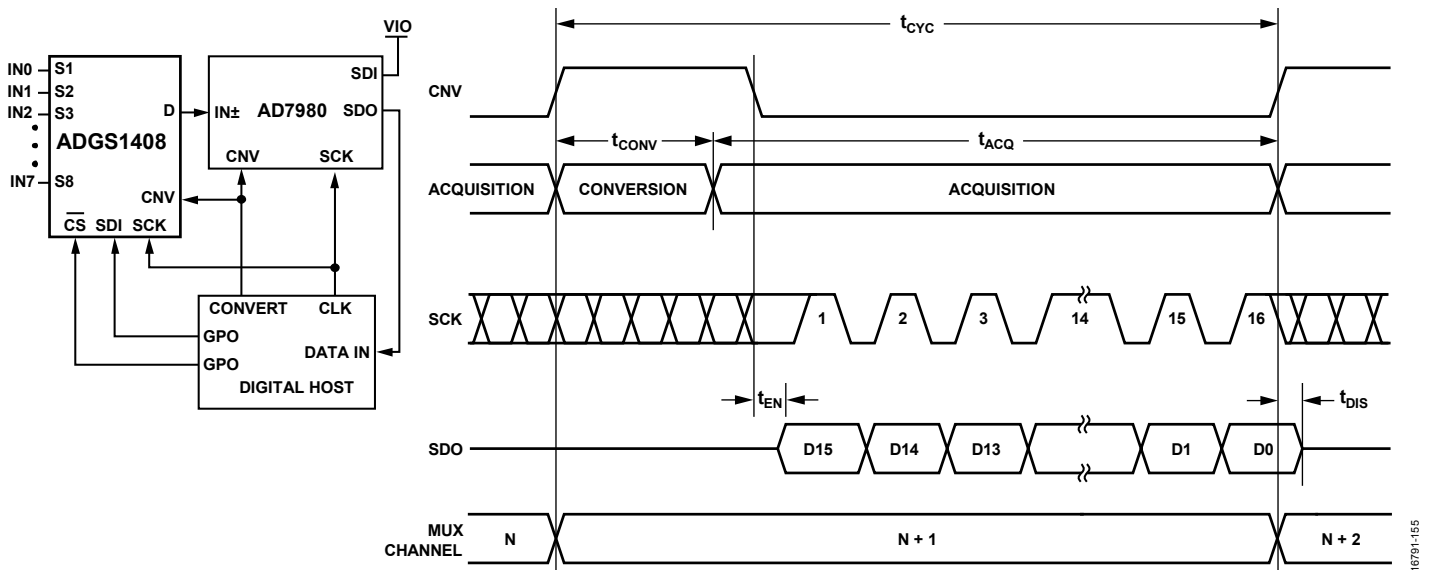 VIO
IN0 S1
IN1 S2
IN2 S3
IN7 S8
D
ADGS1408
CNV
CS SDI SCK
SDI
IN± AD7980 SDO
CNV SCK
CONVERT CLK
GPO
GPO
DATA IN
DIGITAL HOST
tCYC
CNV
tCONV
tACQ
ACQUISITION CONVERSION ACQUISITION
SCK 1 2 3 14 15 16
tEN
tDIS
SDO D15 D14 D13 D1 D0
MUX
CHANNEL
N N + 1 N + 2
16791-155